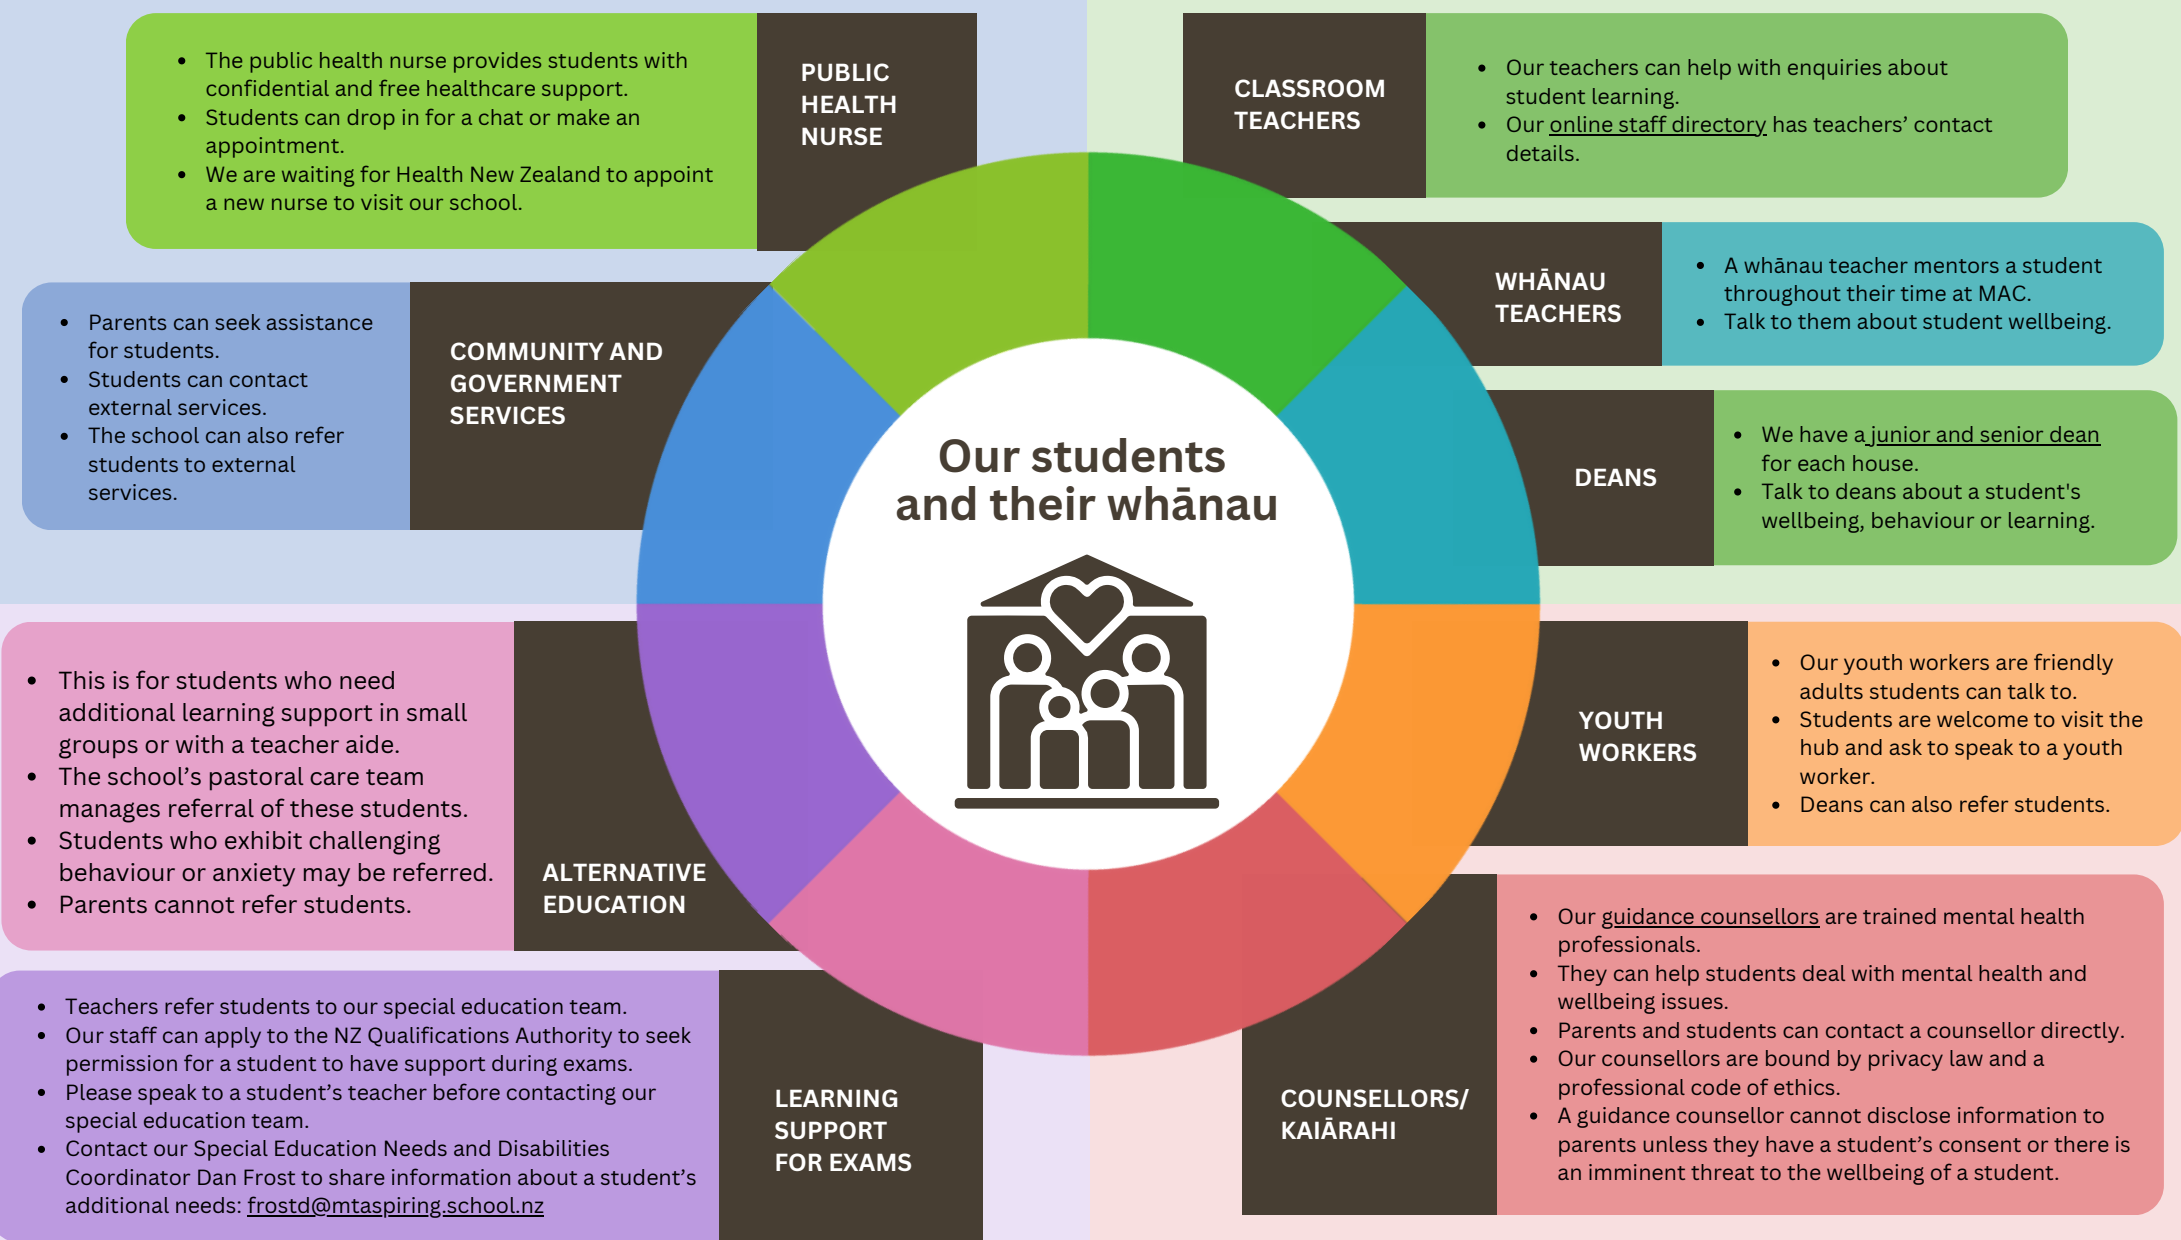 • The public health nurse provides students with
confidential and free healthcare support.
• Students can drop in for a chat or make an
appointment.
• We are waiting for Health New Zealand to appoint
a new nurse to visit our school.
PUBLIC
HEALTH
NURSE
CLASSROOM
TEACHERS
• Our teachers can help with enquiries about
student learning.
• Our online staff directory has teachers’ contact
details.
WHĀNAU
TEACHERS
• A whānau teacher mentors a student
throughout their time at MAC.
• Talk to them about student wellbeing.
• Parents can seek assistance
for students.
• Students can contact
external services.
• The school can also refer
students to external
services.
COMMUNITY AND
GOVERNMENT
SERVICES
DEANS
• We have a junior and senior dean
for each house.
• Talk to deans about a student's
wellbeing, behaviour or learning.
Our students
and their whānau
• This is for students who need
additional learning support in small
groups or with a teacher aide.
• The school’s pastoral care team
manages referral of these students.
• Students who exhibit challenging
behaviour or anxiety may be referred.
• Parents cannot refer students.
ALTERNATIVE
EDUCATION
YOUTH
WORKERS
• Our youth workers are friendly
adults students can talk to.
• Students are welcome to visit the
hub and ask to speak to a youth
worker.
• Deans can also refer students.
• Teachers refer students to our special education team.
• Our staff can apply to the NZ Qualifications Authority to seek
permission for a student to have support during exams.
• Please speak to a student’s teacher before contacting our
special education team.
• Contact our Special Education Needs and Disabilities
Coordinator Dan Frost to share information about a student’s
additional needs: frostd@mtaspiring.school.nz
LEARNING
SUPPORT
FOR EXAMS
COUNSELLORS/
KAIĀRAHI
• Our guidance counsellors are trained mental health
professionals.
• They can help students deal with mental health and
wellbeing issues.
• Parents and students can contact a counsellor directly.
• Our counsellors are bound by privacy law and a
professional code of ethics.
• A guidance counsellor cannot disclose information to
parents unless they have a student’s consent or there is
an imminent threat to the wellbeing of a student.